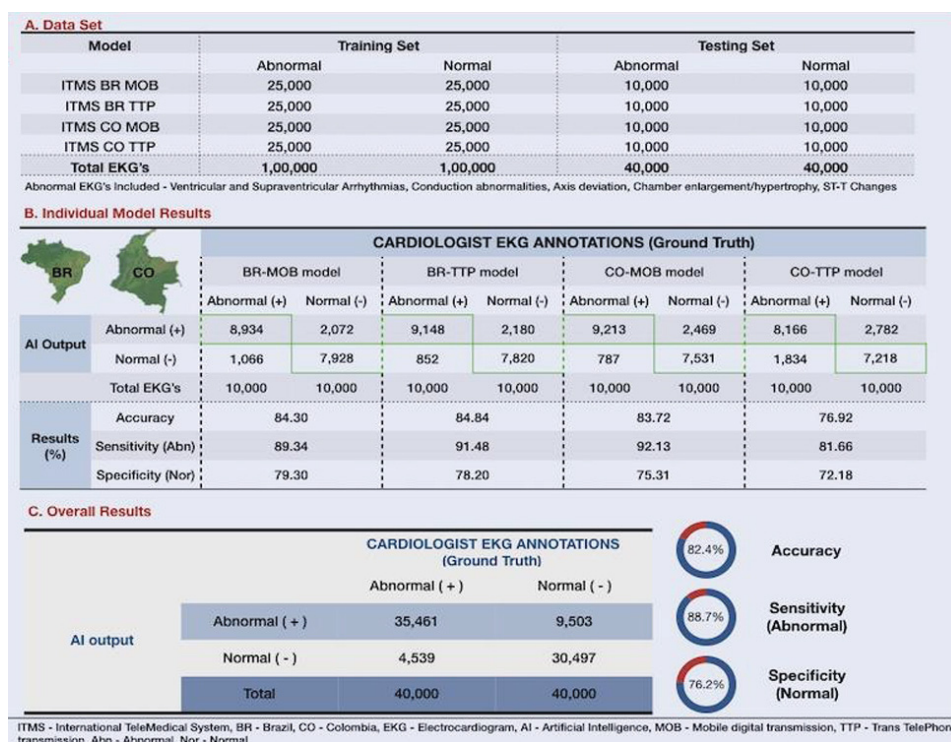 A. Data Set
Model Training Set Testing Set
Abnormal Normal Abnormal Normal
ITMS BR MOB 25,000 25,000 10,000 10,000
ITMS BR TTP 25,000 25,000 10,000 10,000
ITMS CO MOB 25,000 25,000 10,000 10,000
ITMS CO TTP 25,000 25,000 10,000 10,000
Total EKG's 1,00,000 1,00,000 40,000 40,000
Abnormal EKG's Included - Ventricular and Supraventricular Arrhythmias, Conduction abnormalities, Axis deviation, Chamber enlargement/hypertrophy, ST-T Changes
B. Individual Model Results
BR CO CARDIOLOGIST EKG ANNOTATIONS (Ground Truth)
BR-MOB model BR-TTP model CO-MOB model CO-TTP model
Abnormal (+) Normal (-) Abnormal (+) Normal (-) Abnormal (+) Normal (-) Abnormal (+) Normal (-)
AI Output Abnormal (+) 8,934 2,072 9,148 2,180 9,213 2,469 8,166 2,782
Normal (-) 1,066 7,928 852 7,820 787 7,531 1,834 7,218
Total EKG's 10,000 10,000 10,000 10,000 10,000 10,000 10,000 10,000
Results (%) Accuracy 84.30 84.84 83.72 76.92
Sensitivity (Abn) 89.34 91.48 92.13 81.66
Specificity (Nor) 79.30 78.20 75.31 72.18
C. Overall Results
CARDIOLOGIST EKG ANNOTATIONS
(Ground Truth)
Abnormal ( + ) Normal ( - )
AI output Abnormal ( + ) 35,461 9,503
Normal ( - ) 4,539 30,497
Total 40,000 40,000
82.4% Accuracy
88.7% Sensitivity (Abnormal)
76.2% Specificity (Normal)
ITMS - International TeleMedical System, BR - Brazil, CO - Colombia, EKG - Electrocardiogram, AI - Artificial Intelligence, MOB - Mobile digital transmission, TTP - Trans TelePhon
transmission, Abn - Abnormal, Nor - Normal